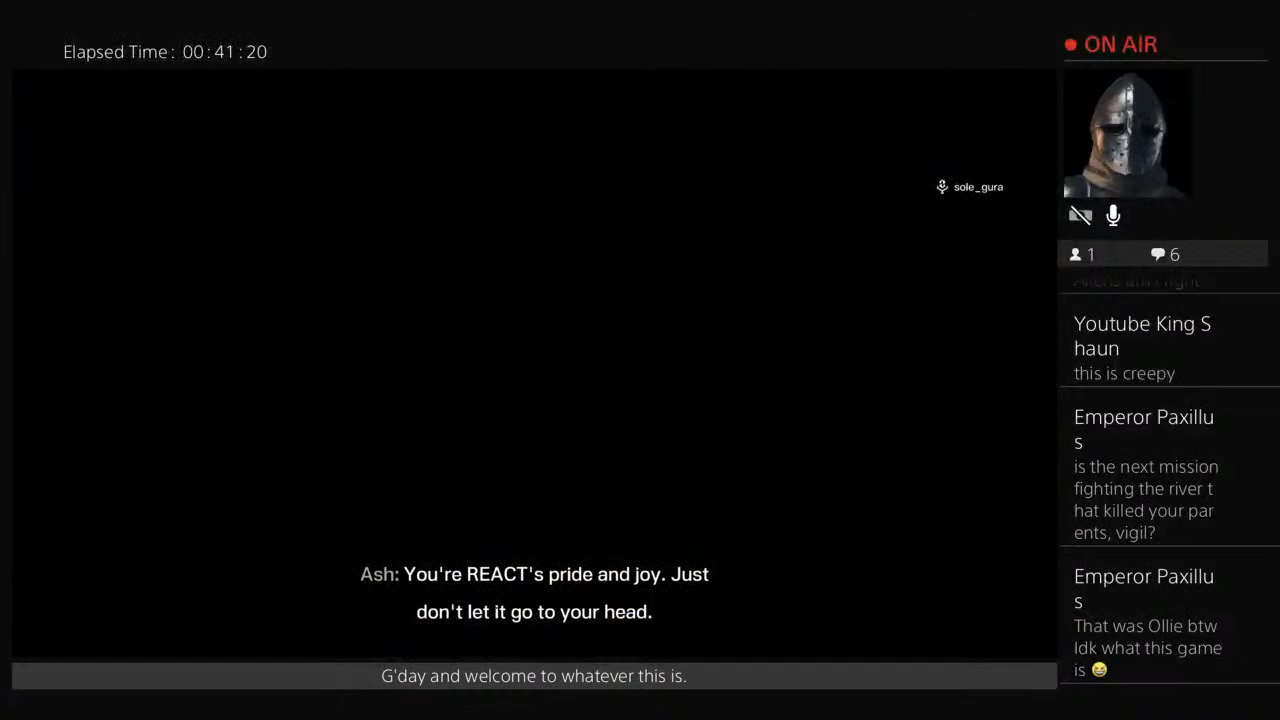 Elapsed Time: 00:41:20
ON AIR
sole_gura
1 6
Youtube King S
haun
this is creepy
Emperor Paxillu
s
is the next mission
fighting the river t
hat killed your par
ents, vigil?
Emperor Paxillu
s
That was Ollie btw
Idk what this game
is 😆
Ash: You're REACT's pride and joy. Just
don't let it go to your head.
G'day and welcome to whatever this is.